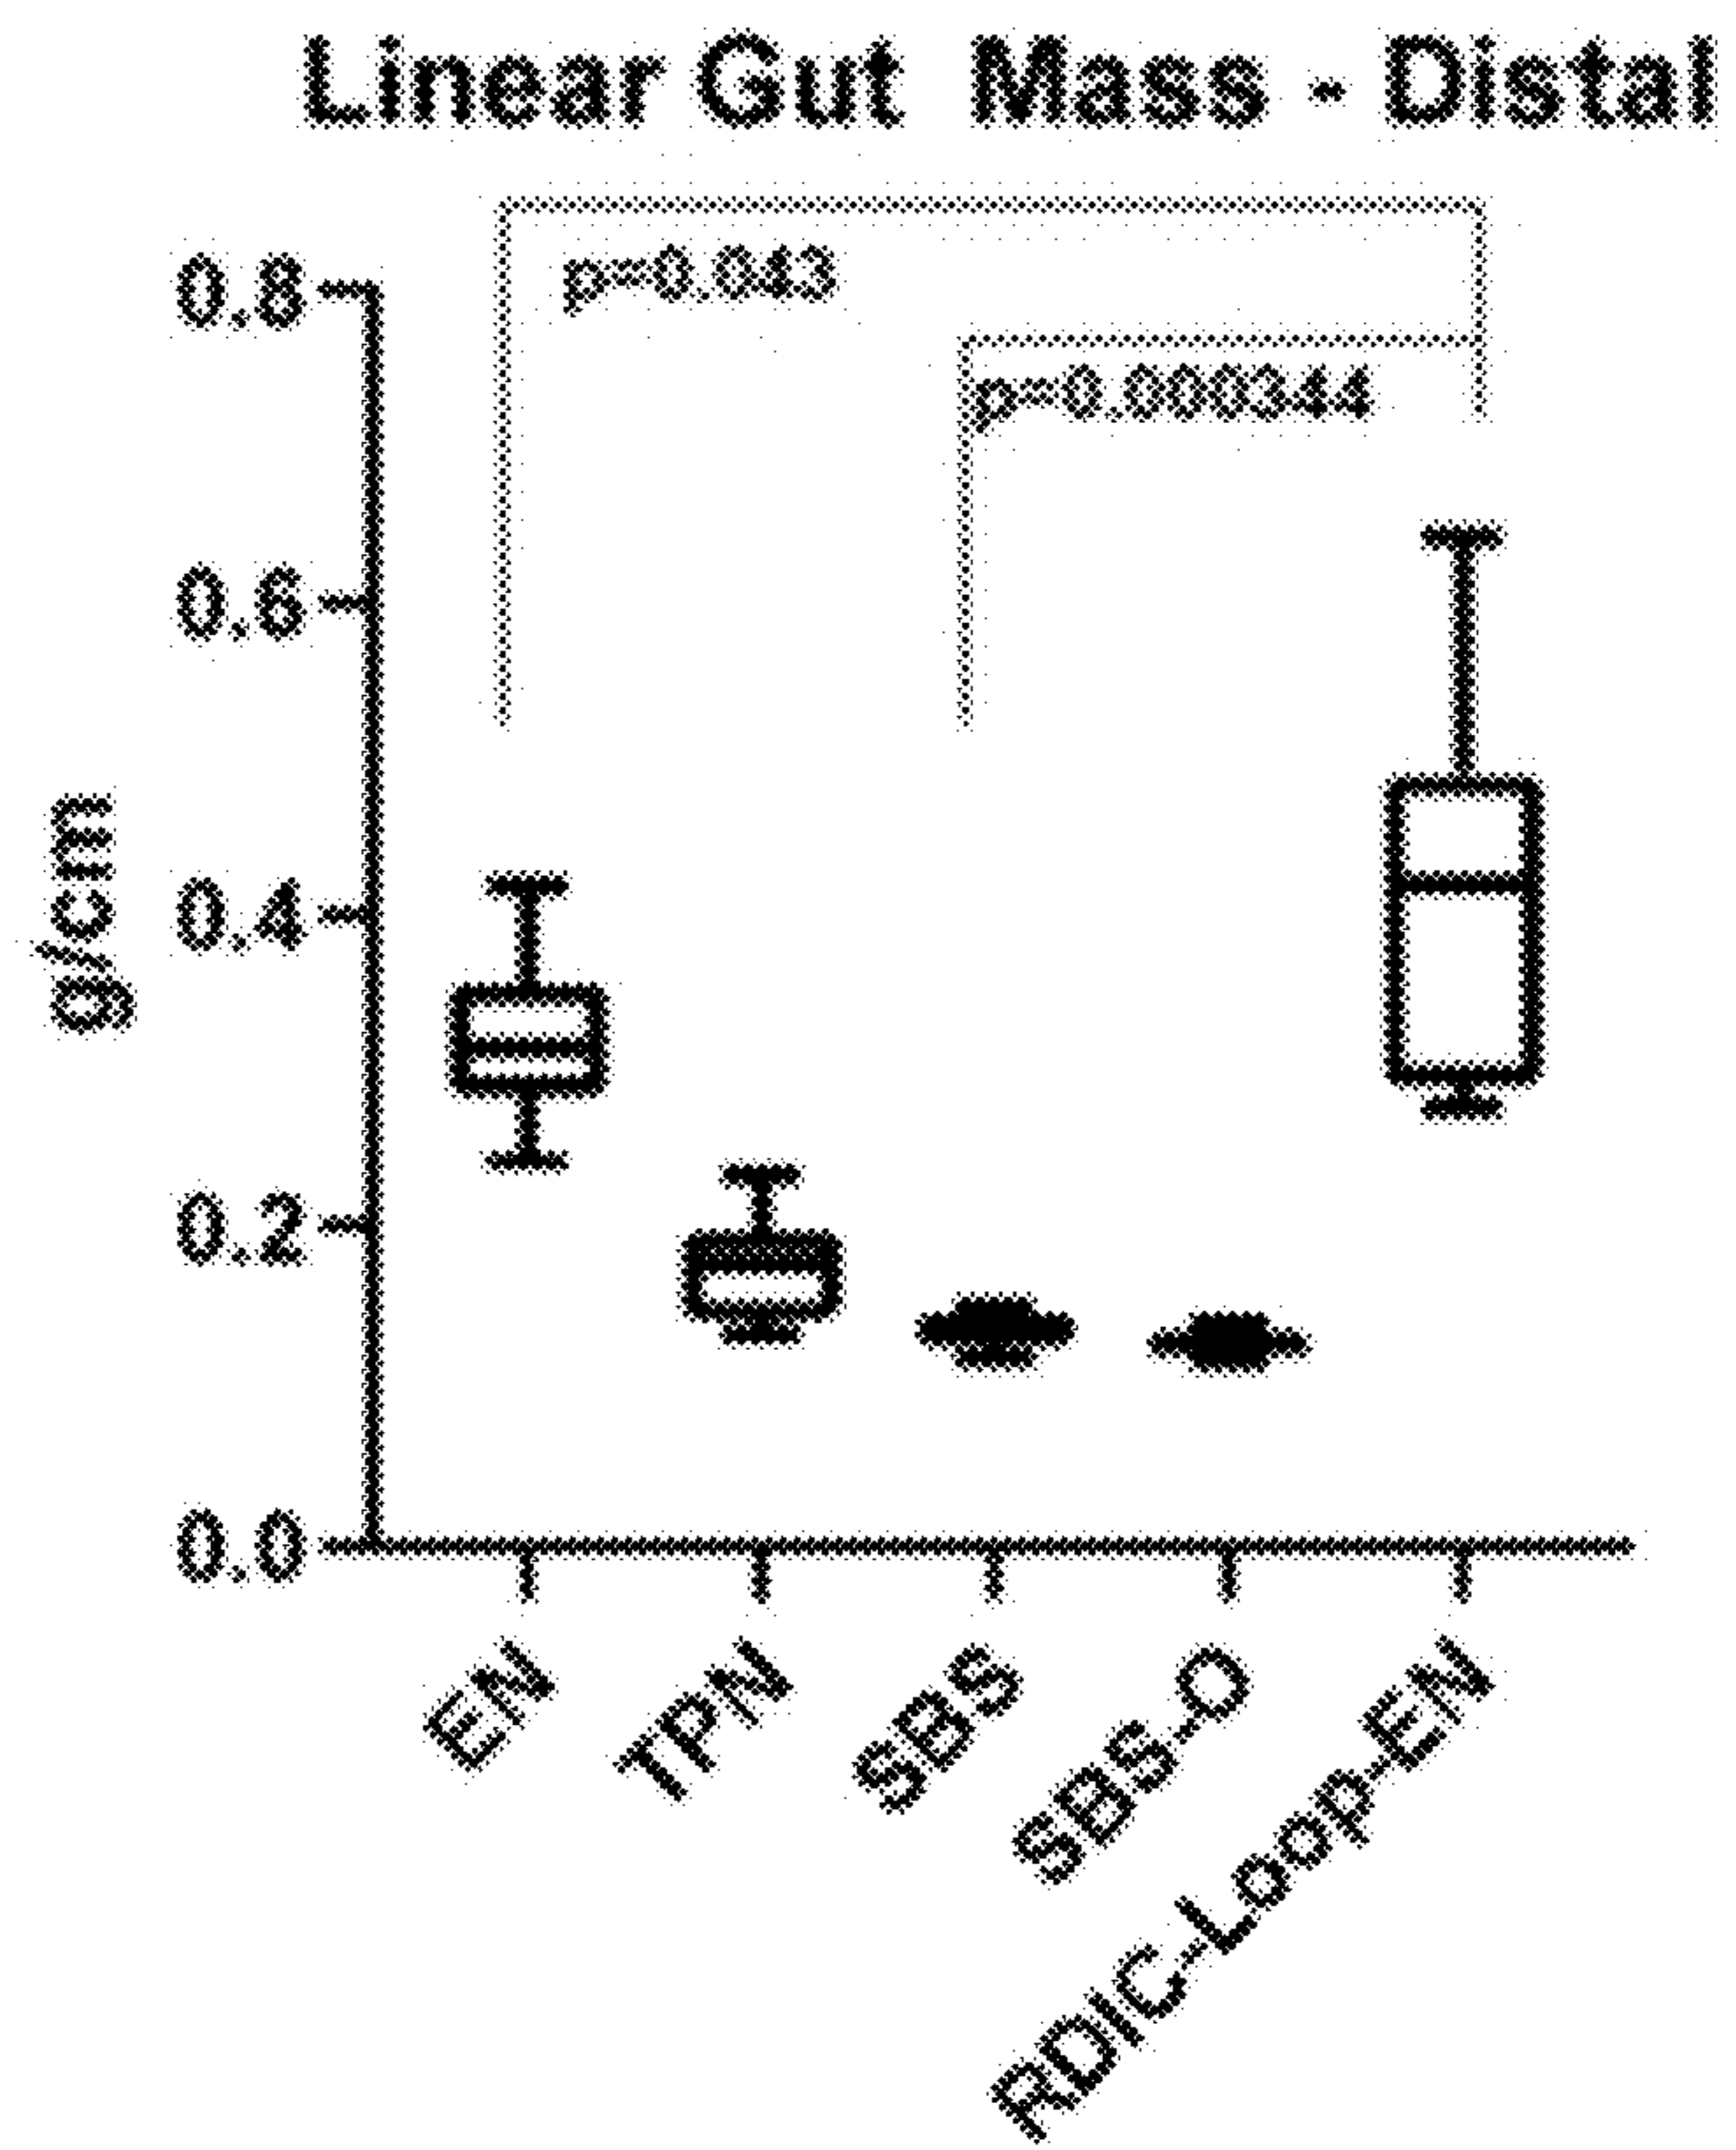 Linear Gut Mass - Distal
p=0.043
p=0.000344
g/cm
0.8
0.6
0.4
0.2
0.0
EN
TPN
SBS
SBS-O
RDIC-Loop-EN